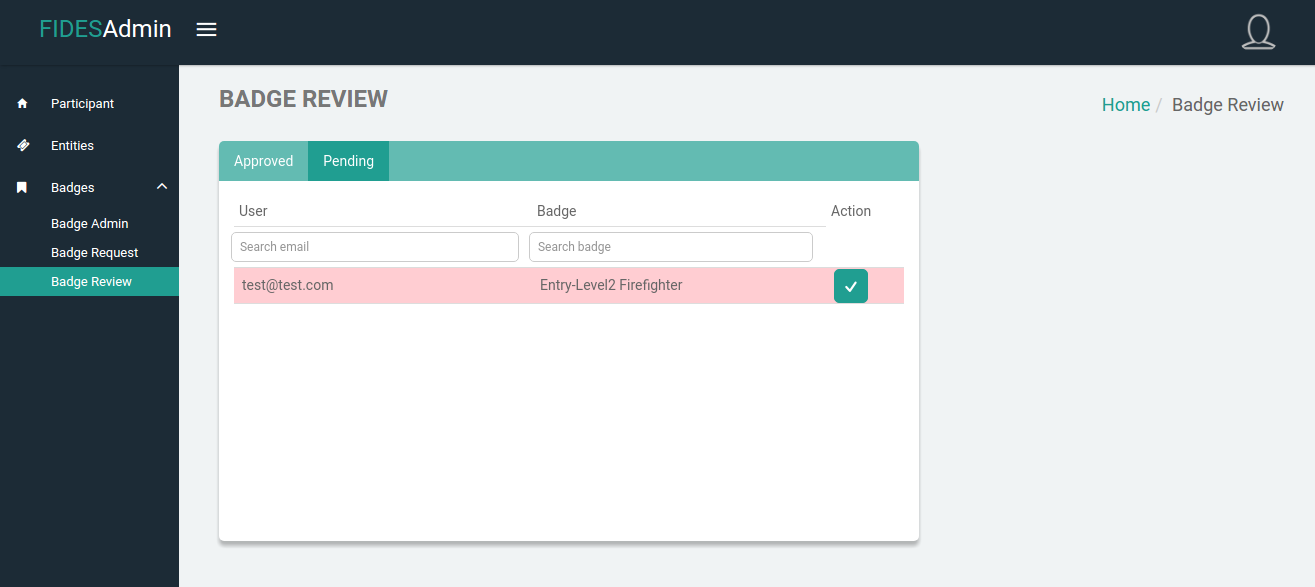 FIDESAdmin
Participant
Entities
Badges
Badge Admin
Badge Request
Badge Review
BADGE REVIEW
Home / Badge Review
Approved Pending
User Badge Action
Search email Search badge
test@test.com Entry-Level2 Firefighter